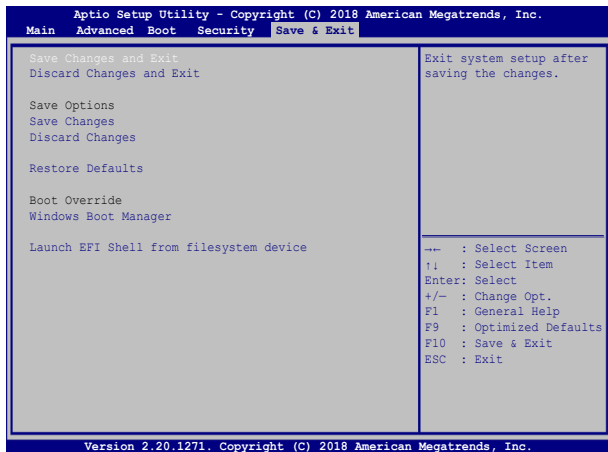 Aptio Setup Utility - Copyright (C) 2018 American Megatrends, Inc.
Main Advanced Boot Security Save & Exit
Save Changes and Exit
Discard Changes and Exit
Save Options
Save Changes
Discard Changes
Restore Defaults
Boot Override
Windows Boot Manager
Launch EFI Shell from filesystem device
Exit system setup after
saving the changes.
→← : Select Screen
↑↓ : Select Item
Enter: Select
+/— : Change Opt.
F1 : General Help
F9 : Optimized Defaults
F10 : Save & Exit
ESC : Exit
Version 2.20.1271. Copyright (C) 2018 American Megatrends, Inc.